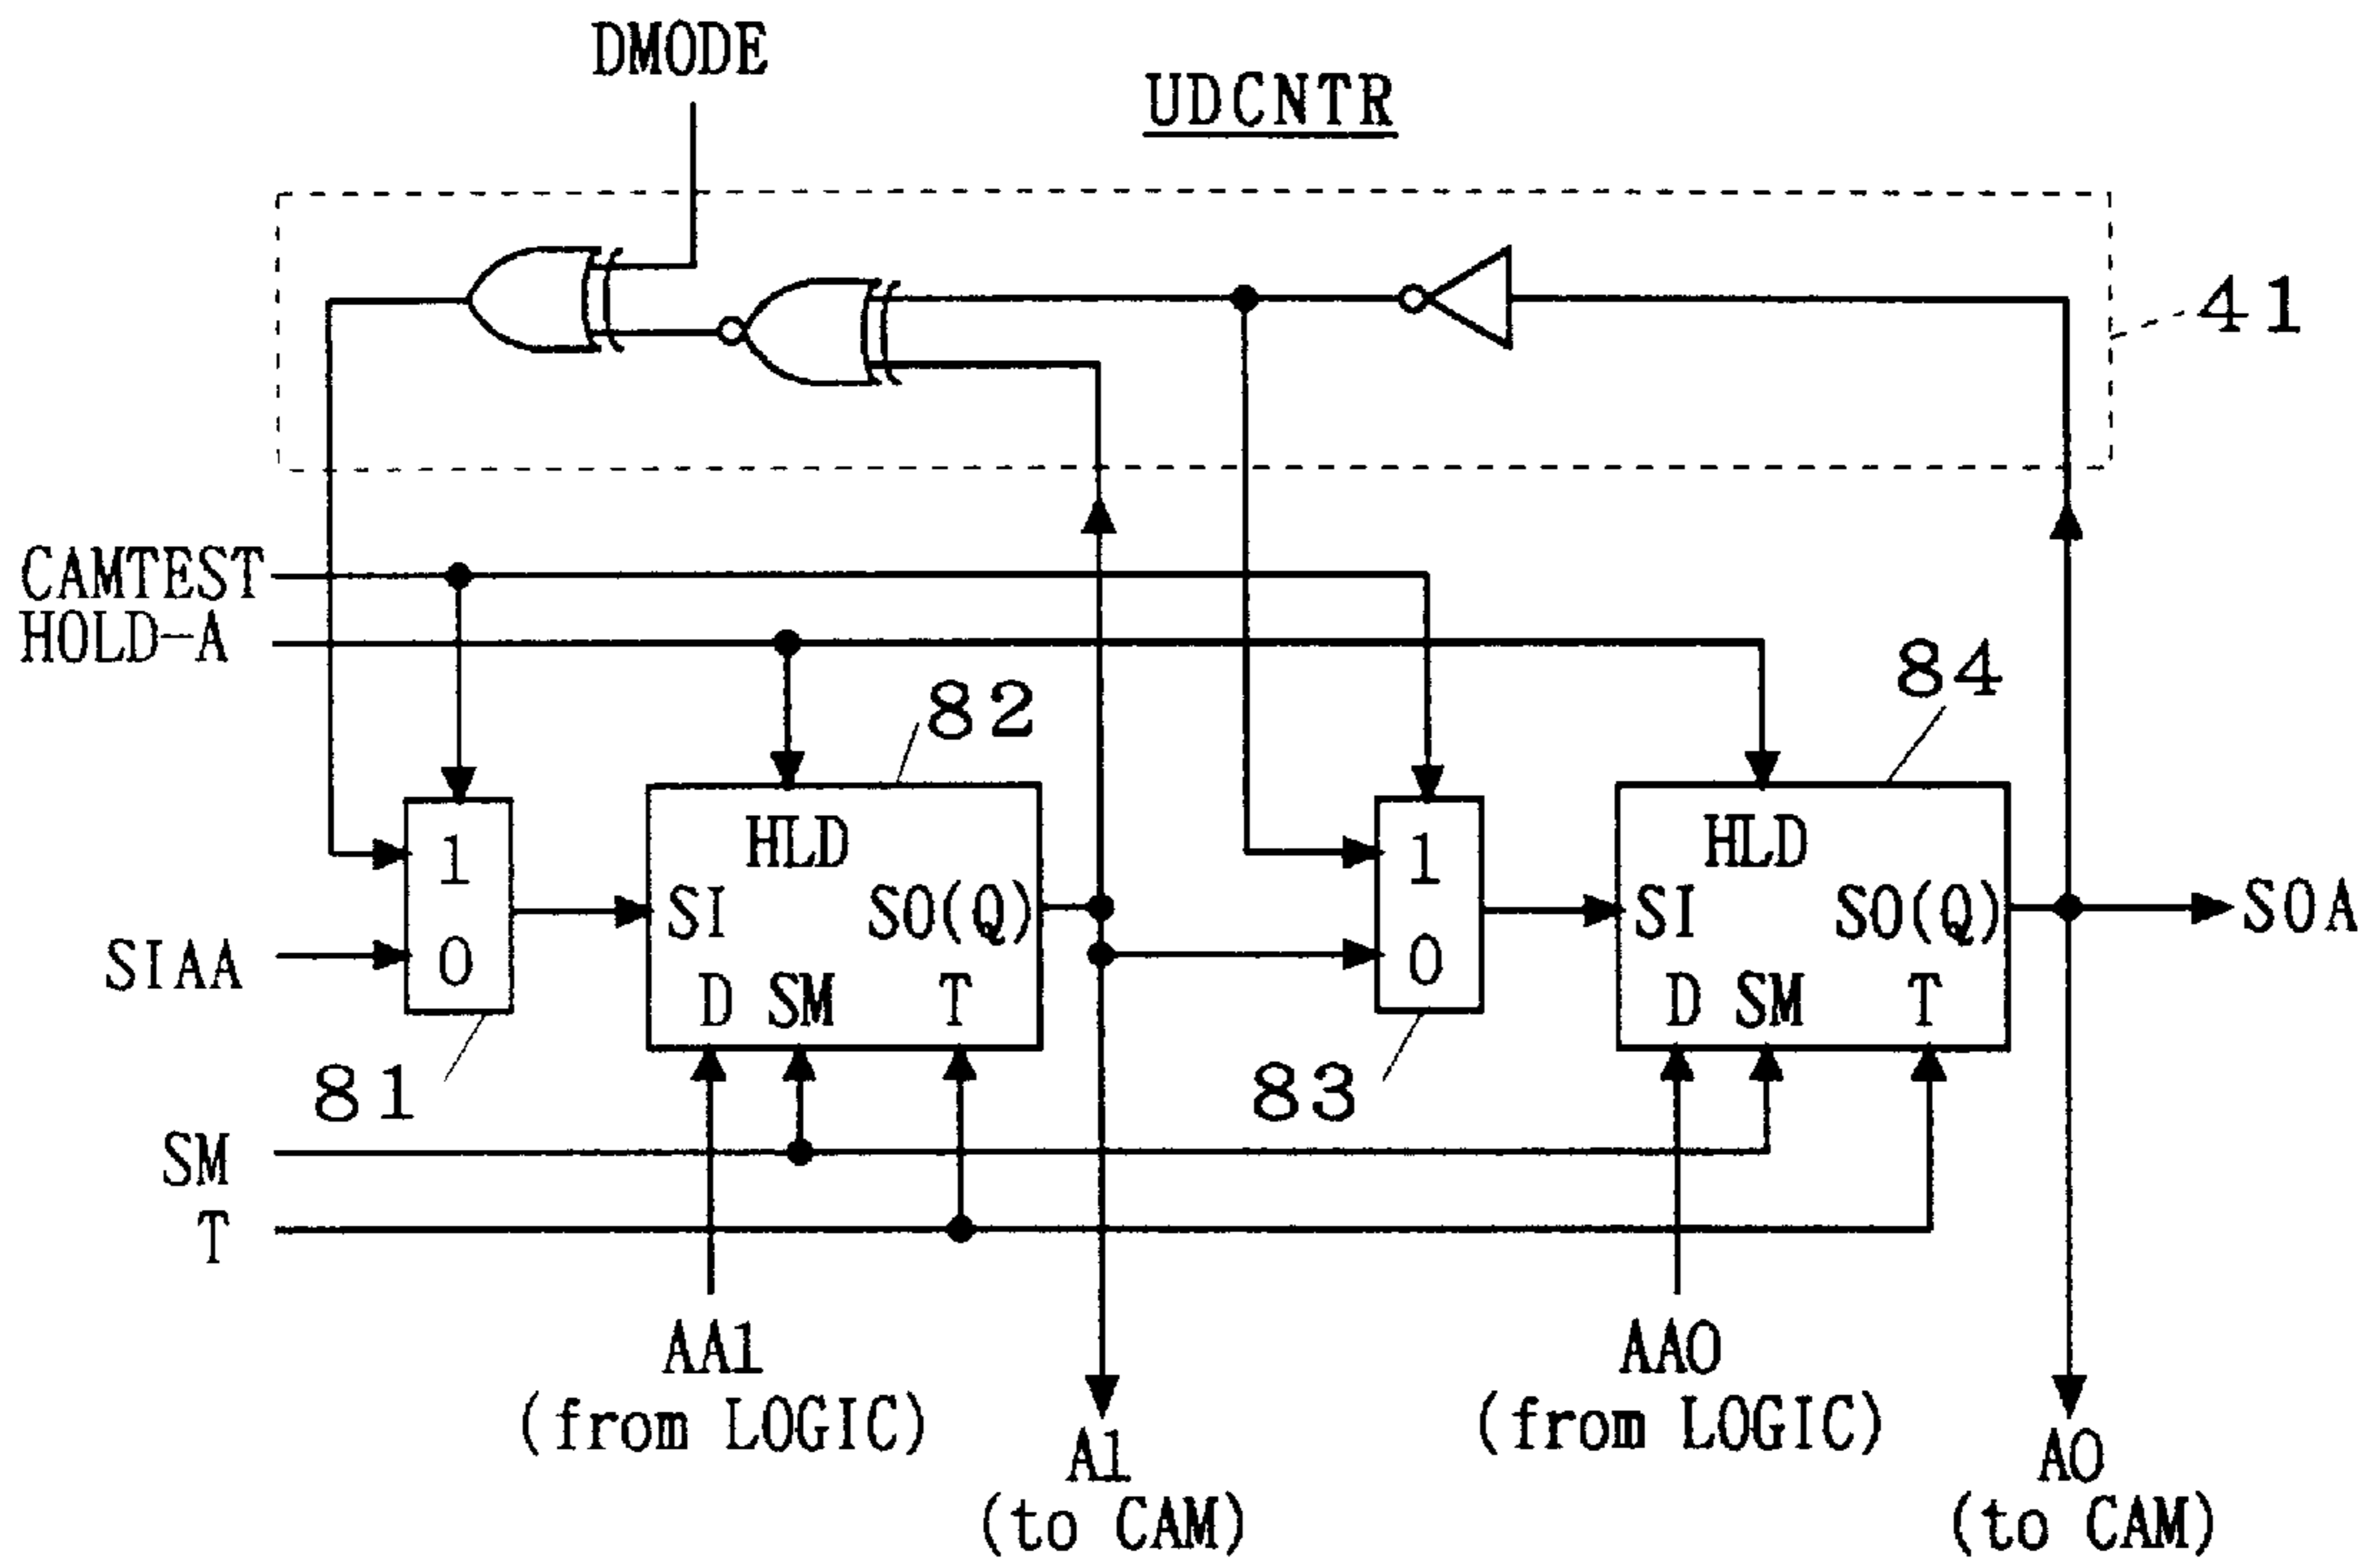 DMODE
UDCNTR
41
CAMTEST
HOLD-A
82
84
1
HLD
1
HLD
SI
SO(Q)
SI
SO(Q)
SOA
SIAA
0
D SM T
0
D SM T
81
83
SM
T
AA1
(from LOGIC)
AA0
(from LOGIC)
A1
(to CAM)
A0
(to CAM)